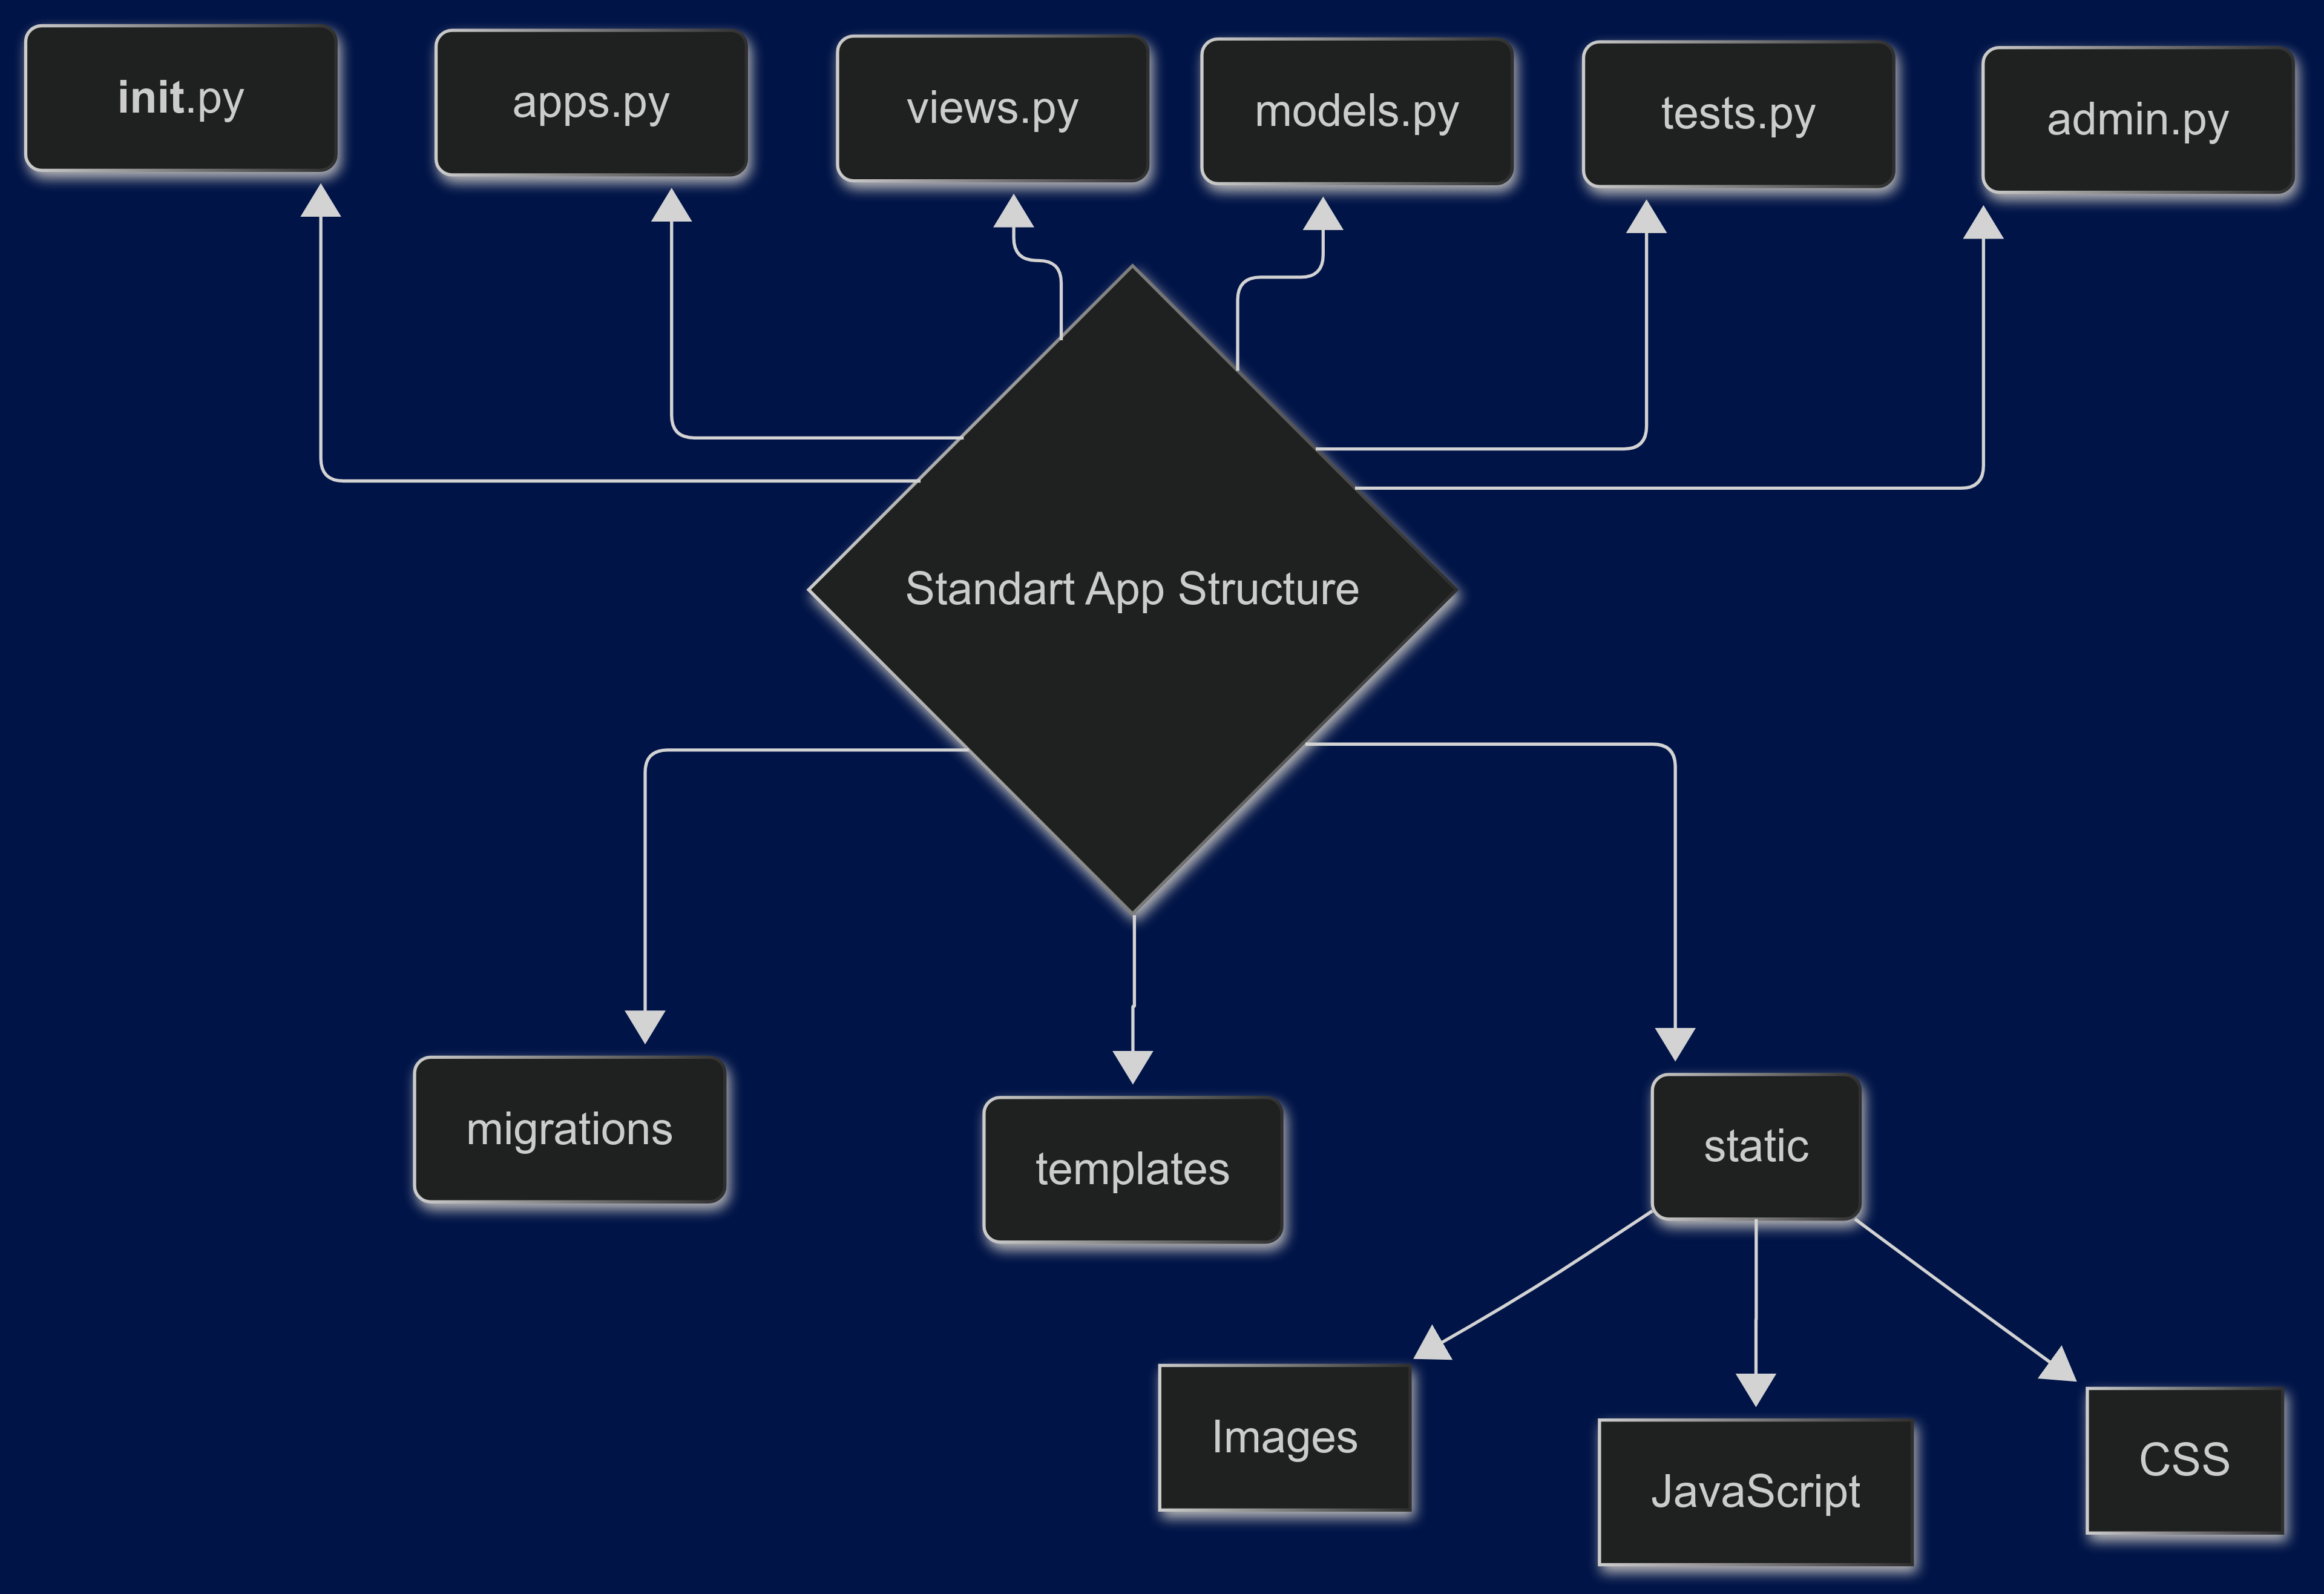 init.py
apps.py
views.py
models.py
tests.py
admin.py
Standart App Structure
migrations
templates
static
Images
JavaScript
CSS